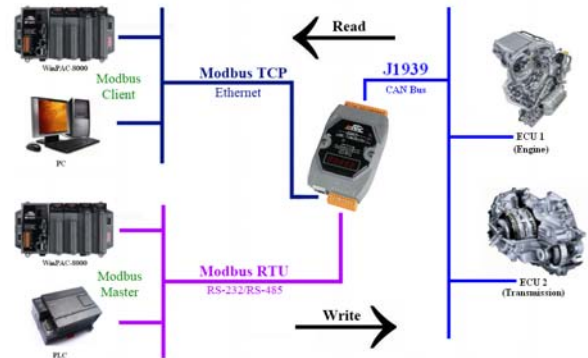 Read
WinPAC-8000
Modbus
Client
Modbus TCP
Ethernet
J1939
CAN Bus
PC
ECU 1
(Engine)
WinPAC-8000
Modbus
Master
Modbus RTU
RS-232/RS-485
PLC
Write
ECU 2
(Transmission)